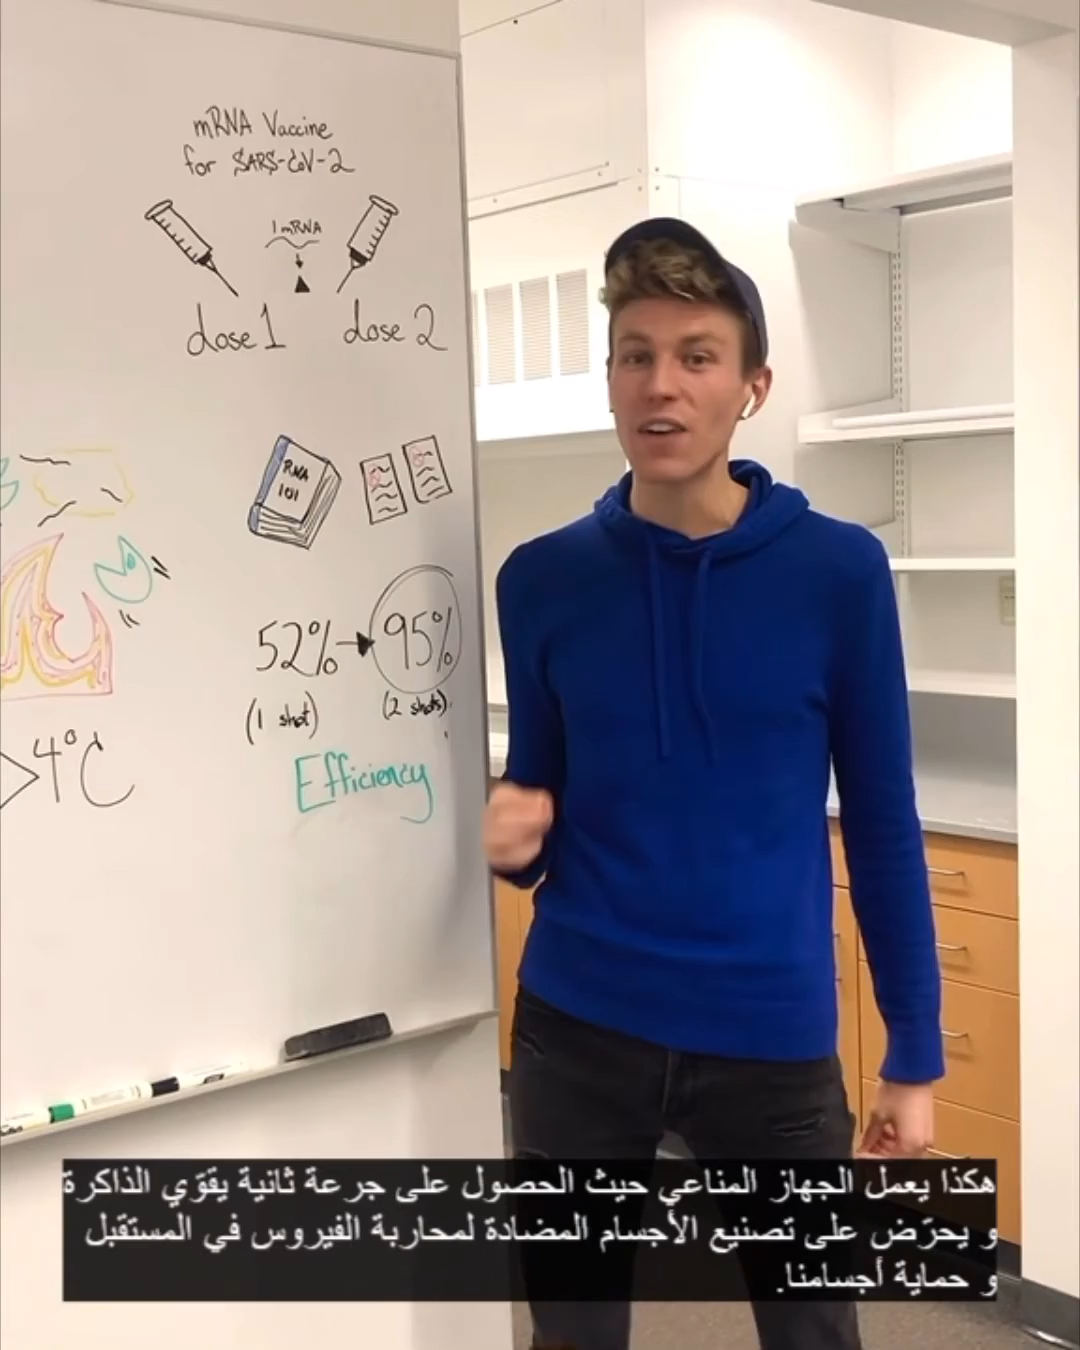 mRNA Vaccine
for SARS-CoV-2
1 mRNA
dose 1
dose 2
RNA
101
52% → 95%
(1 shot)
(2 shots)
Efficiency
>4°C
هكذا يعمل الجهاز المناعي حيث الحصول على جرعة ثانية يقوّي الذاكرة
و يحرّض على تصنيع الأجسام المضادة لمحاربة الفيروس في المستقبل
و حماية أجسامنا.